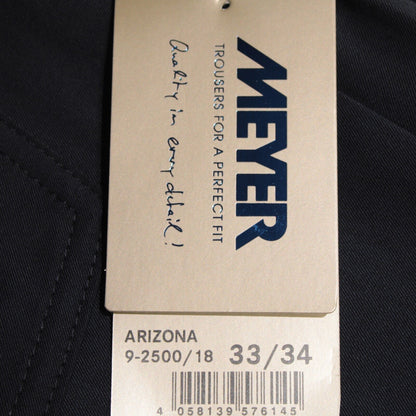 MEYER
TROUSERS FOR A PERFECT FIT
Quality in every detail!
ARIZONA
9-2500/18 33/34
4 058139 576145